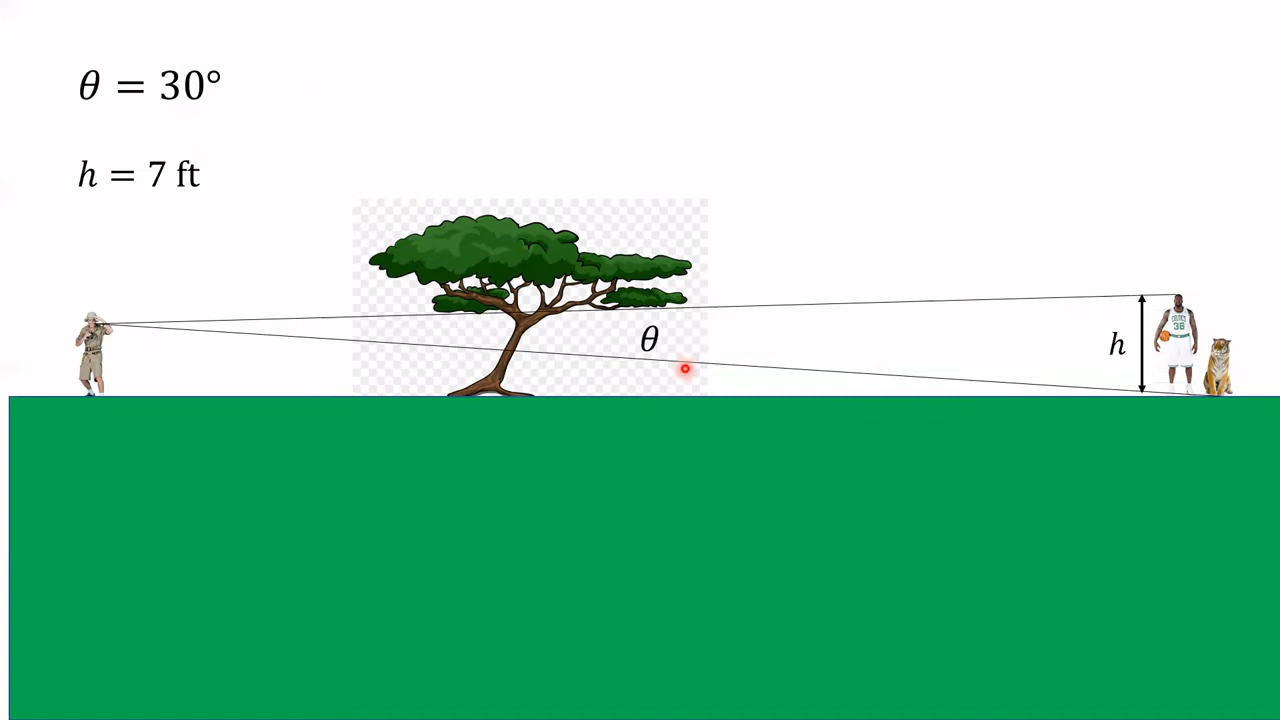 θ = 30°
h = 7 ft
θ
h
CELTICS
36